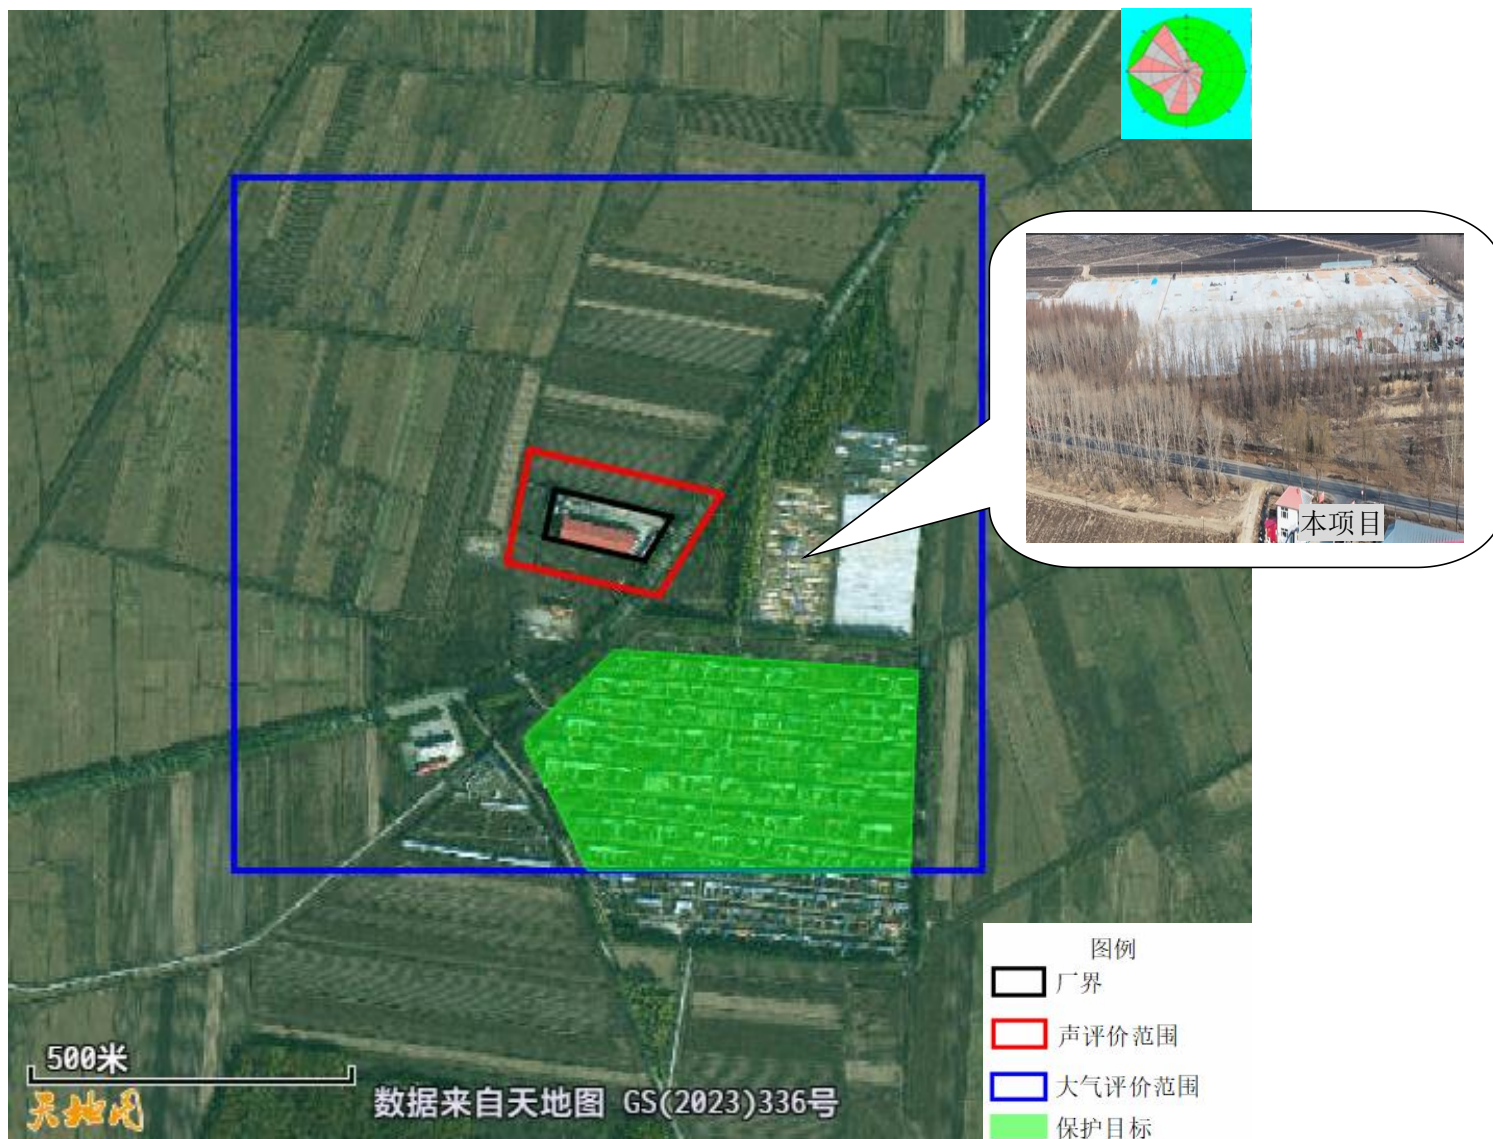 本项目
图例
厂界
声评价范围
大气评价范围
保护目标
500米
天地图
数据来自天地图 GS(2023)336号